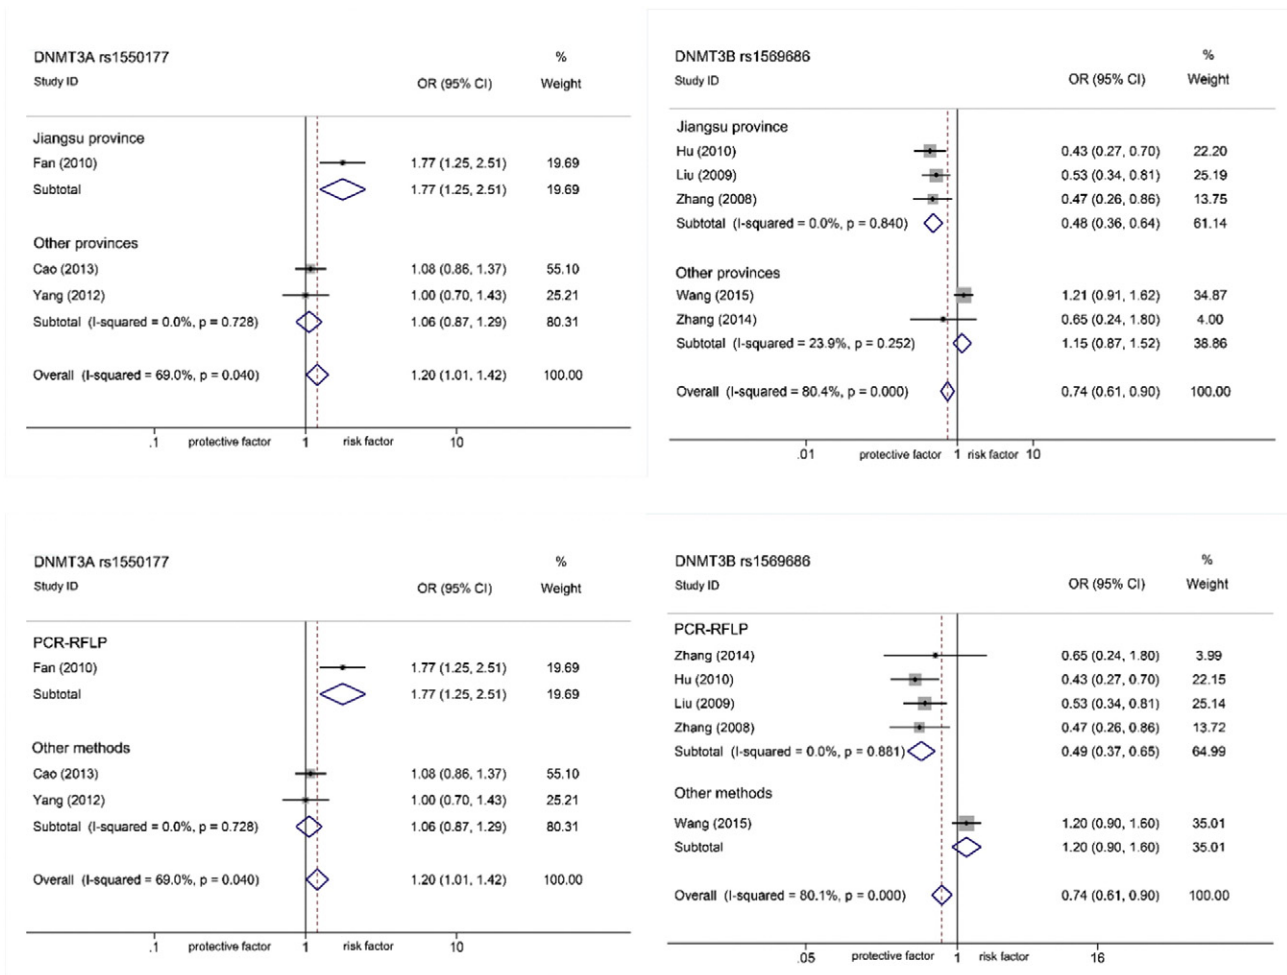 DNMT3A rs1550177 %
Study ID OR (95% CI) Weight
Jiangsu province
Fan (2010) 1.77 (1.25, 2.51) 19.69
Subtotal 1.77 (1.25, 2.51) 19.69
Other provinces
Cao (2013) 1.08 (0.86, 1.37) 55.10
Yang (2012) 1.00 (0.70, 1.43) 25.21
Subtotal (I-squared = 0.0%, p = 0.728) 1.06 (0.87, 1.29) 80.31
Overall (I-squared = 69.0%, p = 0.040) 1.20 (1.01, 1.42) 100.00
.1 protective factor 1 risk factor 10
DNMT3B rs1569686 %
Study ID OR (95% CI) Weight
Jiangsu province
Hu (2010) 0.43 (0.27, 0.70) 22.20
Liu (2009) 0.53 (0.34, 0.81) 25.19
Zhang (2008) 0.47 (0.26, 0.86) 13.75
Subtotal (I-squared = 0.0%, p = 0.840) 0.48 (0.36, 0.64) 61.14
Other provinces
Wang (2015) 1.21 (0.91, 1.62) 34.87
Zhang (2014) 0.65 (0.24, 1.80) 4.00
Subtotal (I-squared = 23.9%, p = 0.252) 1.15 (0.87, 1.52) 38.86
Overall (I-squared = 80.4%, p = 0.000) 0.74 (0.61, 0.90) 100.00
.01 protective factor 1 risk factor 10
DNMT3A rs1550177 %
Study ID OR (95% CI) Weight
PCR-RFLP
Fan (2010) 1.77 (1.25, 2.51) 19.69
Subtotal 1.77 (1.25, 2.51) 19.69
Other methods
Cao (2013) 1.08 (0.86, 1.37) 55.10
Yang (2012) 1.00 (0.70, 1.43) 25.21
Subtotal (I-squared = 0.0%, p = 0.728) 1.06 (0.87, 1.29) 80.31
Overall (I-squared = 69.0%, p = 0.040) 1.20 (1.01, 1.42) 100.00
.1 protective factor 1 risk factor 10
DNMT3B rs1569686 %
Study ID OR (95% CI) Weight
PCR-RFLP
Zhang (2014) 0.65 (0.24, 1.80) 3.99
Hu (2010) 0.43 (0.27, 0.70) 22.15
Liu (2009) 0.53 (0.34, 0.81) 25.14
Zhang (2008) 0.47 (0.26, 0.86) 13.72
Subtotal (I-squared = 0.0%, p = 0.881) 0.49 (0.37, 0.65) 64.99
Other methods
Wang (2015) 1.20 (0.90, 1.60) 35.01
Subtotal 1.20 (0.90, 1.60) 35.01
Overall (I-squared = 80.1%, p = 0.000) 0.74 (0.61, 0.90) 100.00
.05 protective factor 1 risk factor 16